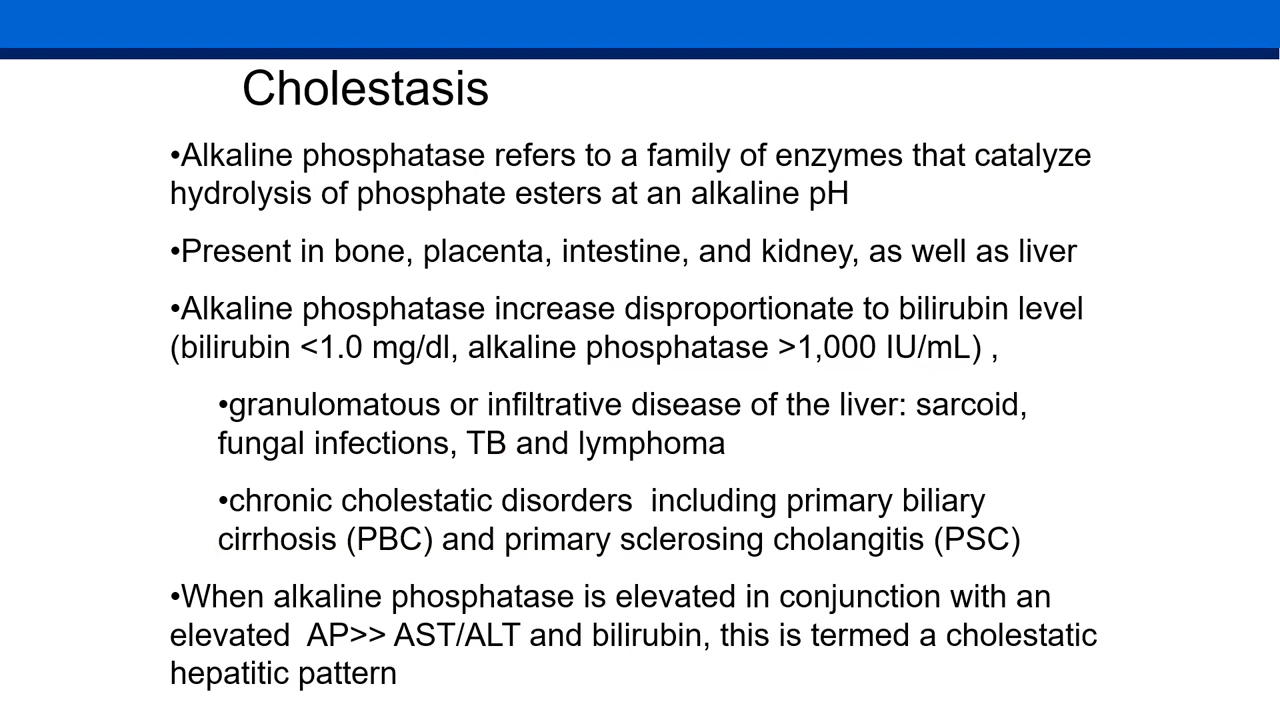 Cholestasis
•Alkaline phosphatase refers to a family of enzymes that catalyze
hydrolysis of phosphate esters at an alkaline pH
•Present in bone, placenta, intestine, and kidney, as well as liver
•Alkaline phosphatase increase disproportionate to bilirubin level
(bilirubin <1.0 mg/dl, alkaline phosphatase >1,000 IU/mL) ,
•granulomatous or infiltrative disease of the liver: sarcoid,
fungal infections, TB and lymphoma
•chronic cholestatic disorders  including primary biliary
cirrhosis (PBC) and primary sclerosing cholangitis (PSC)
•When alkaline phosphatase is elevated in conjunction with an
elevated  AP>> AST/ALT and bilirubin, this is termed a cholestatic
hepatitic pattern